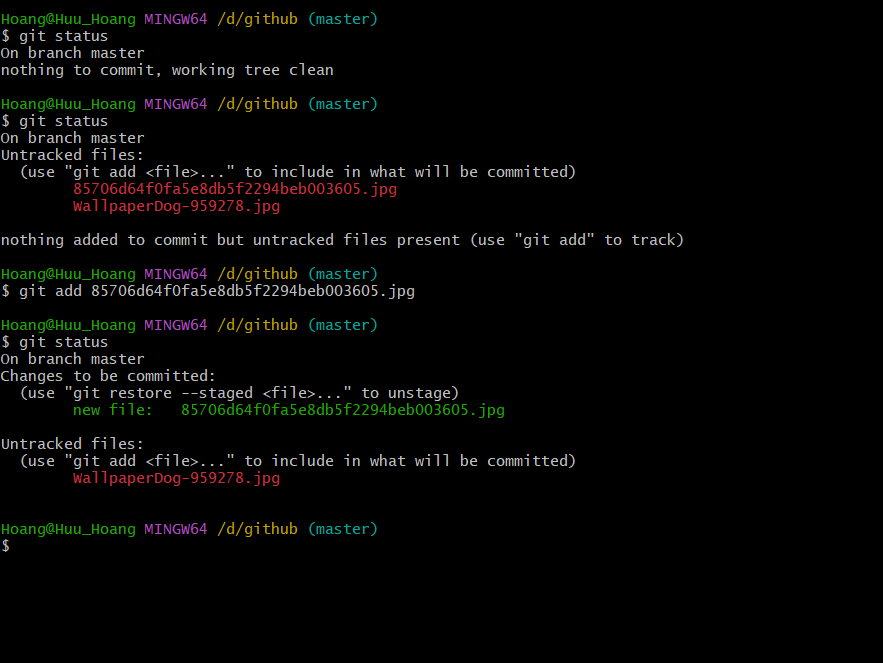 Hoang@Huu_Hoang MINGW64 /d/github (master)
$ git status
On branch master
nothing to commit, working tree clean
Hoang@Huu_Hoang MINGW64 /d/github (master)
$ git status
On branch master
Untracked files:
  (use "git add <file>..." to include in what will be committed)
        85706d64f0fa5e8db5f2294beb003605.jpg
        WallpaperDog-959278.jpg
nothing added to commit but untracked files present (use "git add" to track)
Hoang@Huu_Hoang MINGW64 /d/github (master)
$ git add 85706d64f0fa5e8db5f2294beb003605.jpg
Hoang@Huu_Hoang MINGW64 /d/github (master)
$ git status
On branch master
Changes to be committed:
  (use "git restore --staged <file>..." to unstage)
        new file:   85706d64f0fa5e8db5f2294beb003605.jpg
Untracked files:
  (use "git add <file>..." to include in what will be committed)
        WallpaperDog-959278.jpg
Hoang@Huu_Hoang MINGW64 /d/github (master)
$